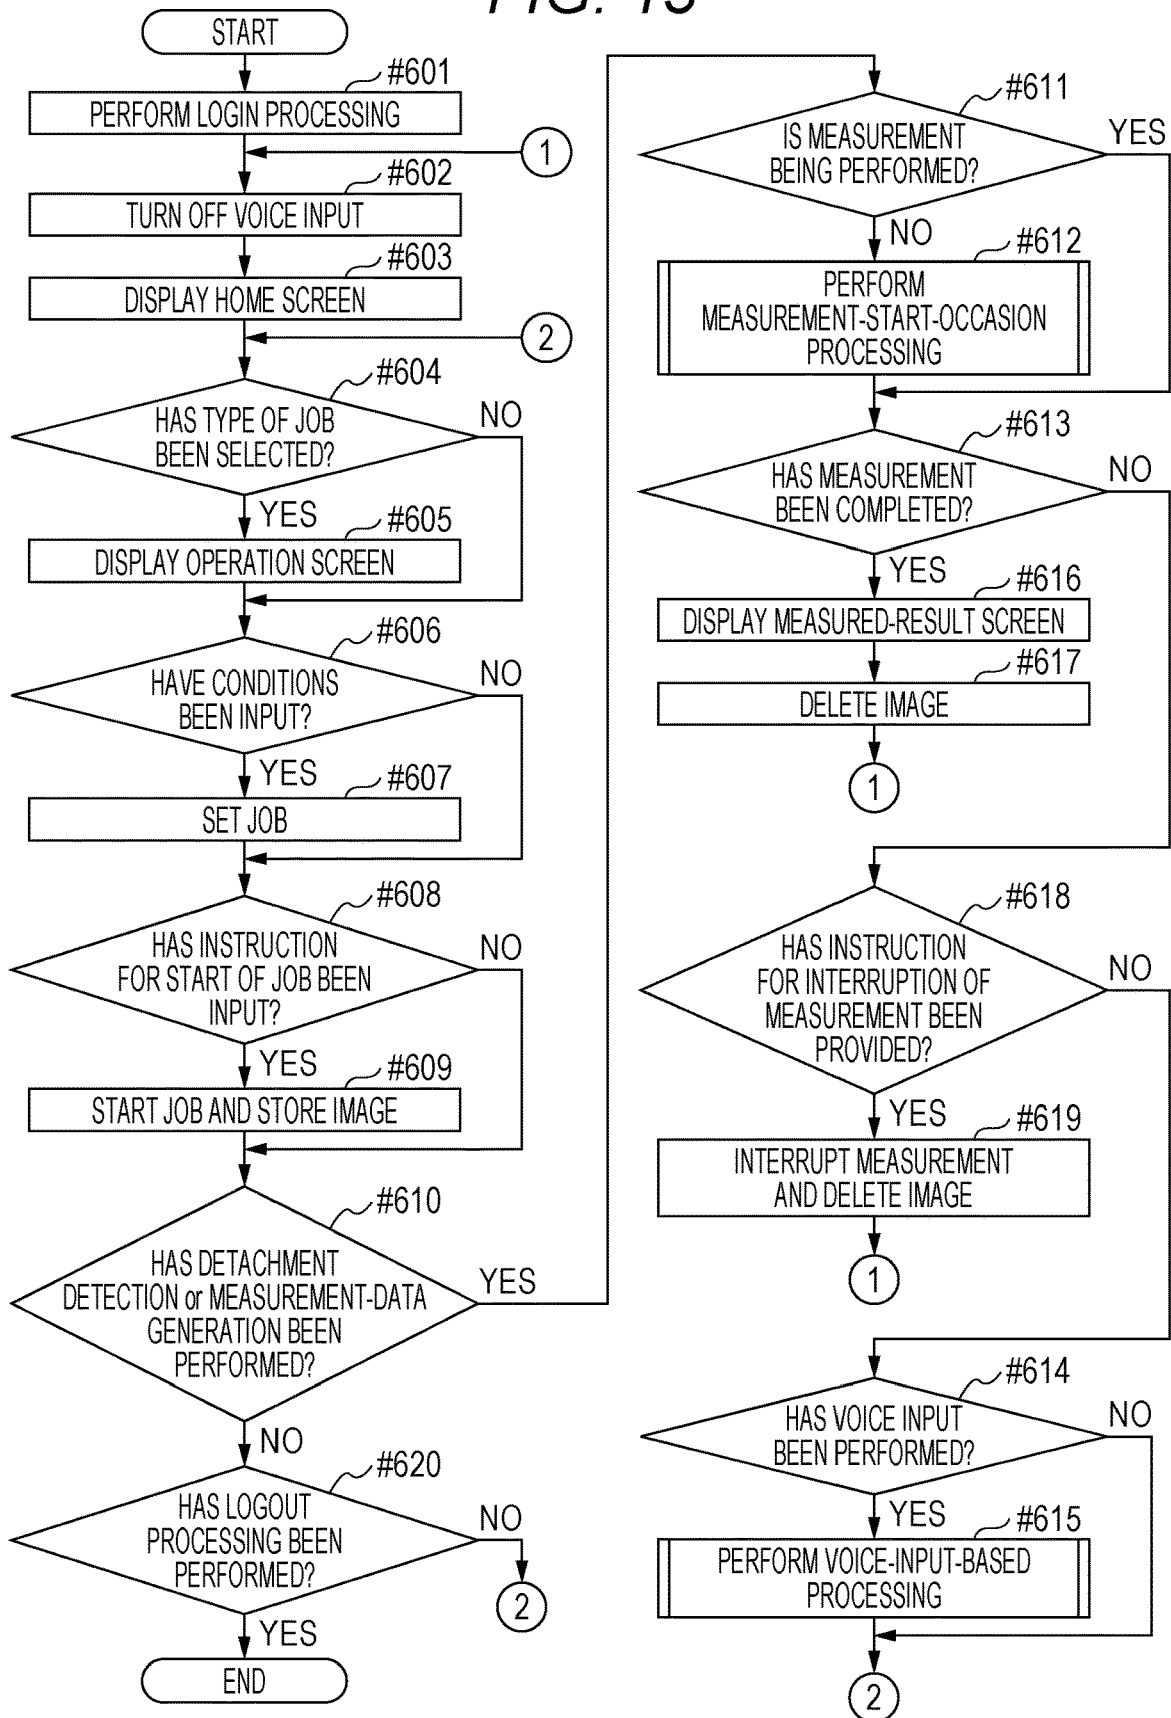 FIG.
START
#601
PERFORM LOGIN PROCESSING
1
#602
TURN OFF VOICE INPUT
#603
DISPLAY HOME SCREEN
2
#604
HAS TYPE OF JOB
BEEN SELECTED?
NO
YES
#605
DISPLAY OPERATION SCREEN
#606
HAVE CONDITIONS
BEEN INPUT?
NO
YES
#607
SET JOB
#608
HAS INSTRUCTION
FOR START OF JOB BEEN
INPUT?
NO
YES
#609
START JOB AND STORE IMAGE
#610
HAS DETACHMENT
DETECTION or MEASUREMENT-DATA
GENERATION BEEN
PERFORMED?
YES
NO
#620
HAS LOGOUT
PROCESSING BEEN
PERFORMED?
NO
2
YES
END
#611
IS MEASUREMENT
BEING PERFORMED?
YES
NO
#612
PERFORM
MEASUREMENT-START-OCCASION
PROCESSING
#613
HAS MEASUREMENT
BEEN COMPLETED?
NO
YES
#616
DISPLAY MEASURED-RESULT SCREEN
#617
DELETE IMAGE
1
#618
HAS INSTRUCTION
FOR INTERRUPTION OF
MEASUREMENT BEEN
PROVIDED?
NO
YES
#619
INTERRUPT MEASUREMENT
AND DELETE IMAGE
1
#614
HAS VOICE INPUT
BEEN PERFORMED?
NO
YES
#615
PERFORM VOICE-INPUT-BASED
PROCESSING
2